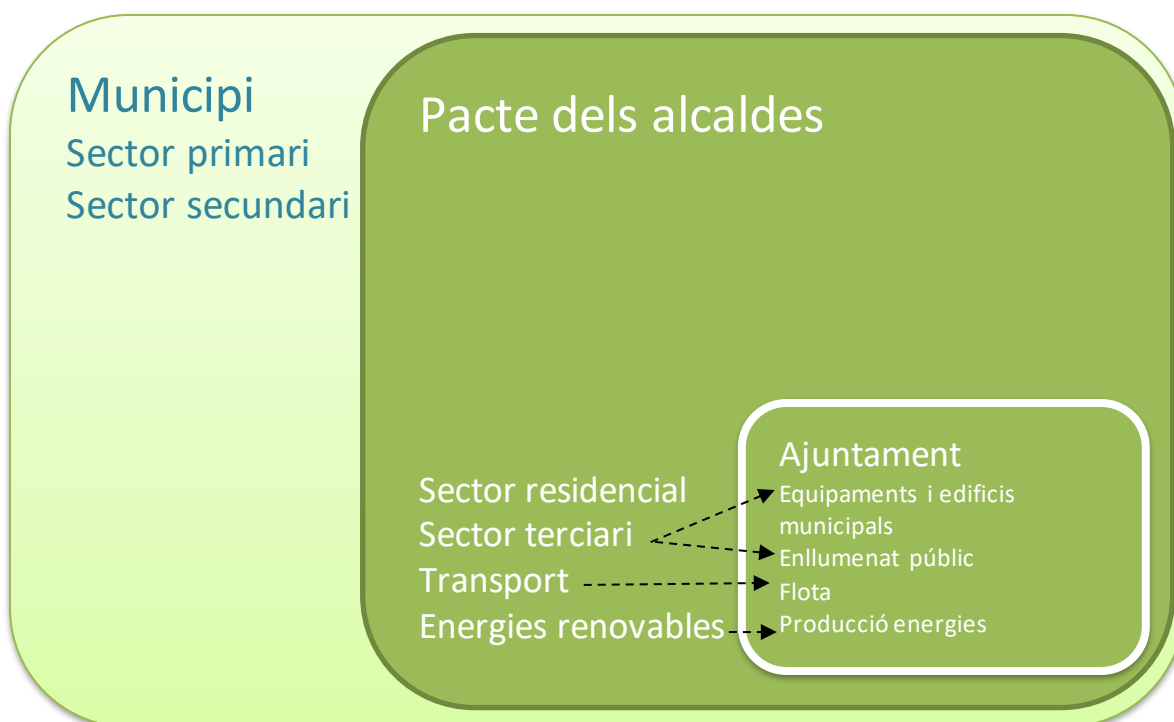 Municipi
Sector primari
Sector secundari
Pacte dels alcaldes
Sector residencial
Sector terciari
Transport
Energies renovables
Ajuntament
Equipaments i edificis
municipals
Enllumenat públic
Flota
Producció energies